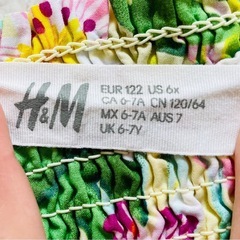 H&M
EUR 122 US 6x
CA 6-7A CN 120/64
MX 6-7A AUS 7
UK 6-7Y